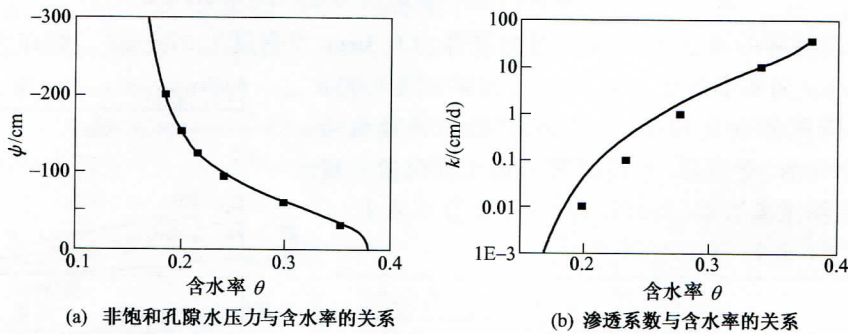 -300
-200
-100
0
ψ/cm
0.1
0.2
0.3
0.4
含水率 θ
(a) 非饱和孔隙水压力与含水率的关系
100
10
1
0.1
0.01
1E-3
k/(cm/d)
0.2
0.3
0.4
含水率 θ
(b) 渗透系数与含水率的关系